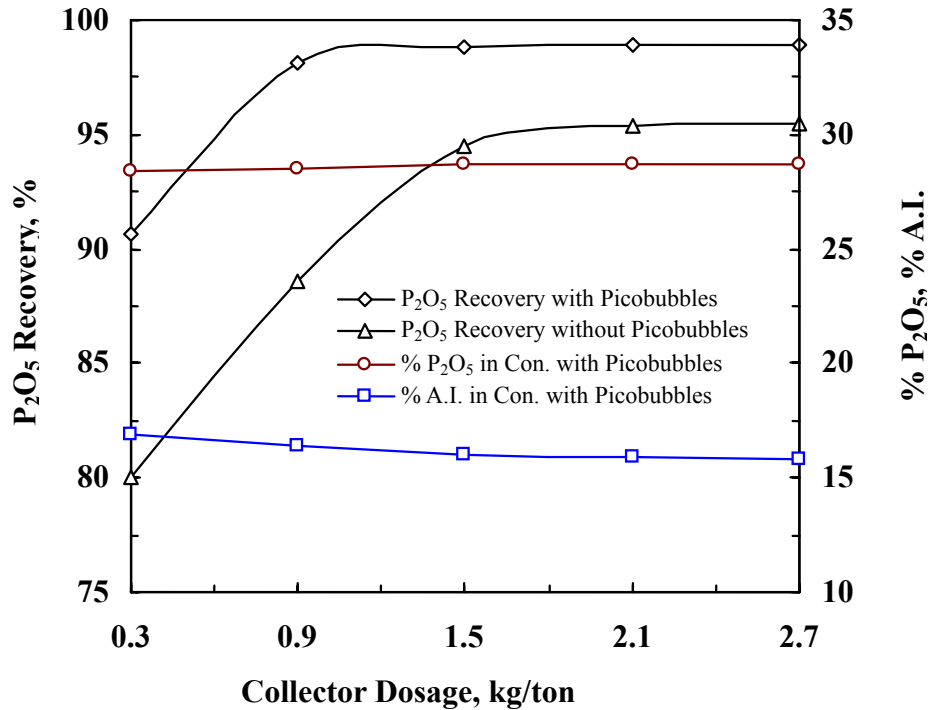 100
95
90
85
80
75
P₂O₅ Recovery, %
35
30
25
20
15
10
% P₂O₅, % A.I.
P₂O₅ Recovery with Picobubbles
P₂O₅ Recovery without Picobubbles
% P₂O₅ in Con. with Picobubbles
% A.I. in Con. with Picobubbles
0.3 0.9 1.5 2.1 2.7
Collector Dosage, kg/ton